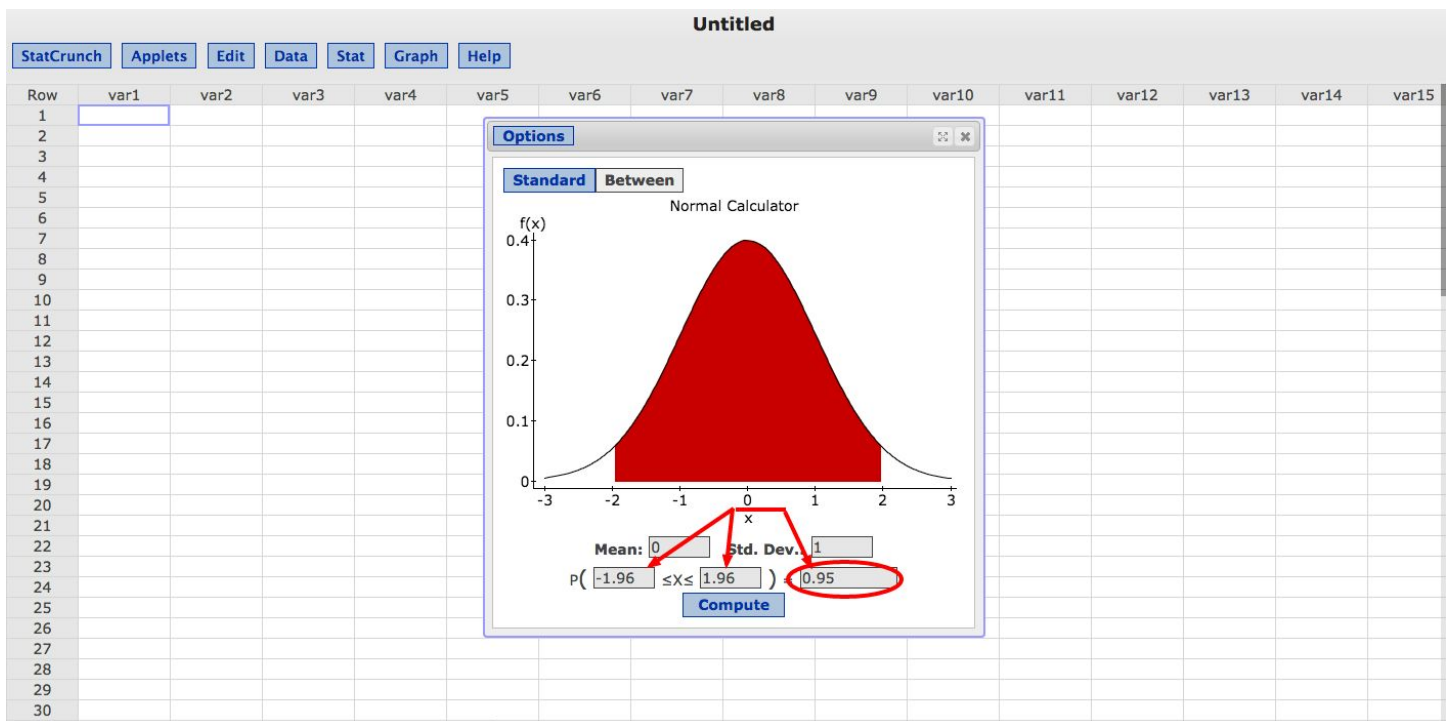 Untitled
StatCrunch Applets Edit Data Stat Graph Help
Row var1 var2 var3 var4 var5 var6 var7 var8 var9 var10 var11 var12 var13 var14 var15
1
2
3
4
5
6
7
8
9
10
11
12
13
14
15
16
17
18
19
20
21
22
23
24
25
26
27
28
29
30
Options
Standard Between
Normal Calculator
f(x)
0.4
0.3
0.2
0.1
0
-3 -2 -1 0 1 2 3
x
Mean: 0 Std. Dev.: 1
P( -1.96 ≤X≤ 1.96 ) = 0.95
Compute